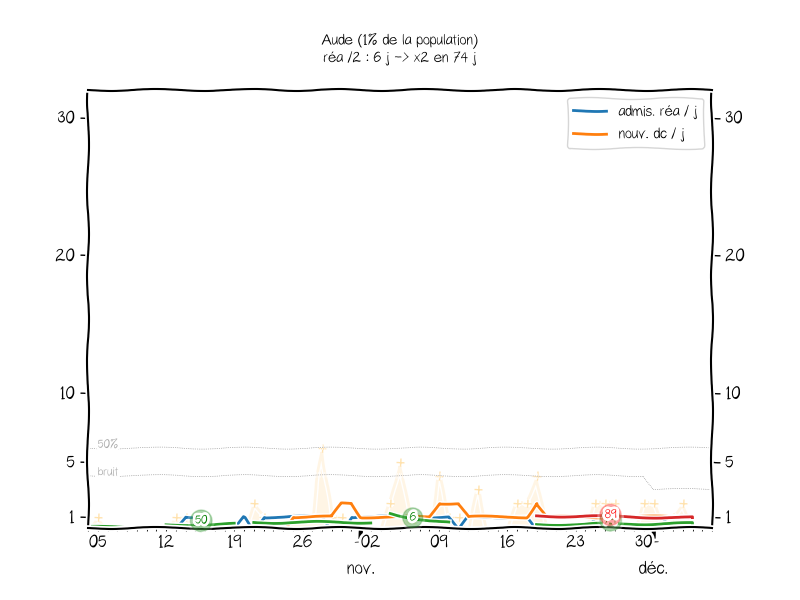 Aude (1% de la population)
réa /2 : 6 j -> x2 en 74 j
admis. réa / j
nouv. dc / j
30
30
20
20
10
10
50%
5
5
bruit
1
50
6
89
1
05 12 19 26 02 09 16 23 30
nov. déc.